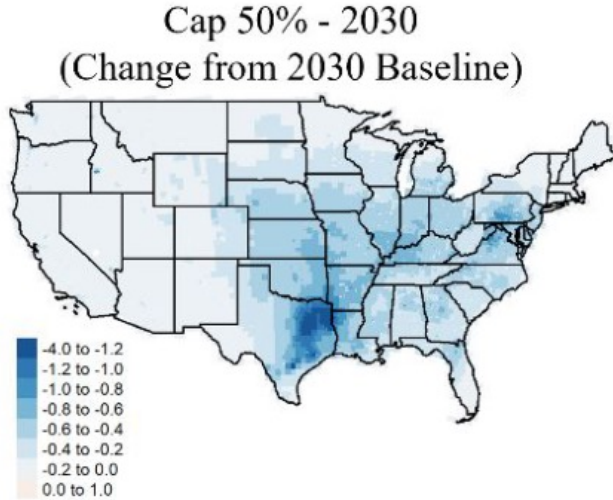 Cap 50% - 2030
(Change from 2030 Baseline)
-4.0 to -1.2
-1.2 to -1.0
-1.0 to -0.8
-0.8 to -0.6
-0.6 to -0.4
-0.4 to -0.2
-0.2 to 0.0
0.0 to 1.0